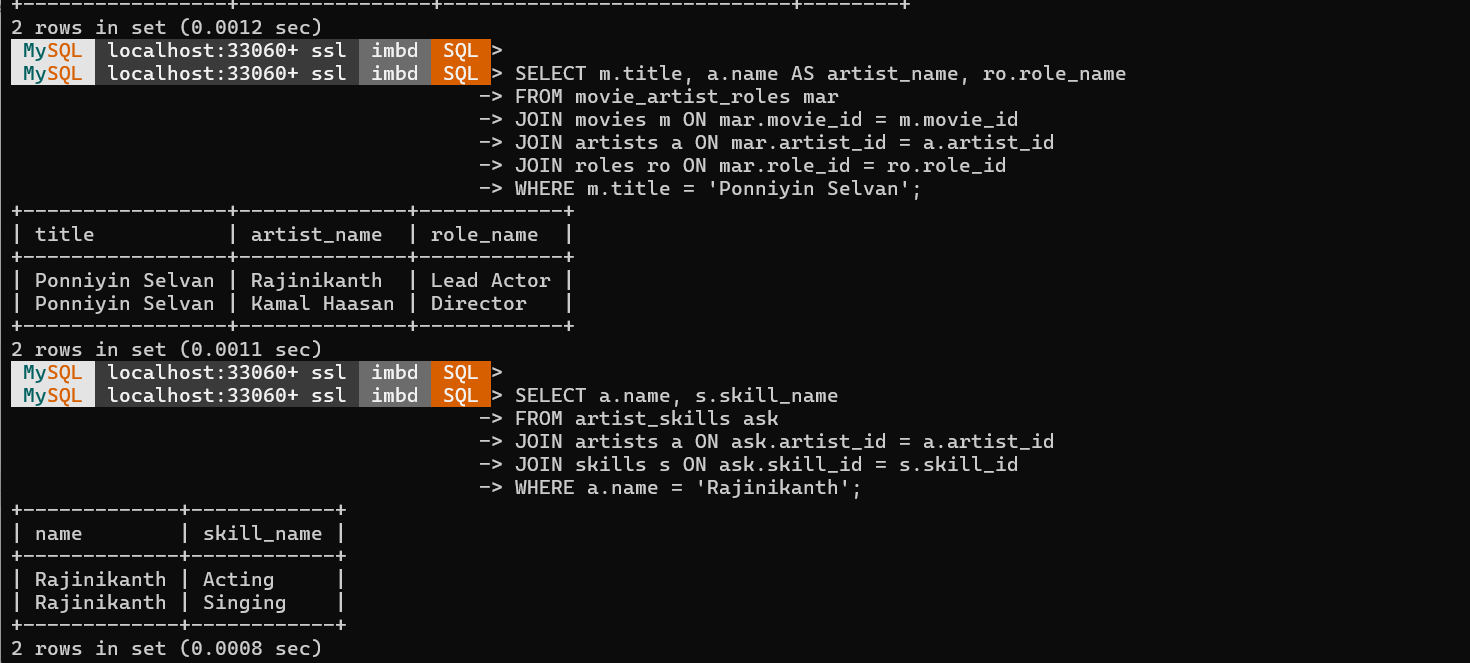 +------------------+----------------+-----------------------------+--------+
2 rows in set (0.0012 sec)
MySQL localhost:33060+ ssl imbd SQL >
MySQL localhost:33060+ ssl imbd SQL > SELECT m.title, a.name AS artist_name, ro.role_name
-> FROM movie_artist_roles mar
-> JOIN movies m ON mar.movie_id = m.movie_id
-> JOIN artists a ON mar.artist_id = a.artist_id
-> JOIN roles ro ON mar.role_id = ro.role_id
-> WHERE m.title = 'Ponniyin Selvan';
+-----------------+--------------+------------+
| title           | artist_name  | role_name  |
+-----------------+--------------+------------+
| Ponniyin Selvan | Rajinikanth  | Lead Actor |
| Ponniyin Selvan | Kamal Haasan | Director   |
+-----------------+--------------+------------+
2 rows in set (0.0011 sec)
MySQL localhost:33060+ ssl imbd SQL >
MySQL localhost:33060+ ssl imbd SQL > SELECT a.name, s.skill_name
-> FROM artist_skills ask
-> JOIN artists a ON ask.artist_id = a.artist_id
-> JOIN skills s ON ask.skill_id = s.skill_id
-> WHERE a.name = 'Rajinikanth';
+-------------+------------+
| name        | skill_name |
+-------------+------------+
| Rajinikanth | Acting     |
| Rajinikanth | Singing    |
+-------------+------------+
2 rows in set (0.0008 sec)